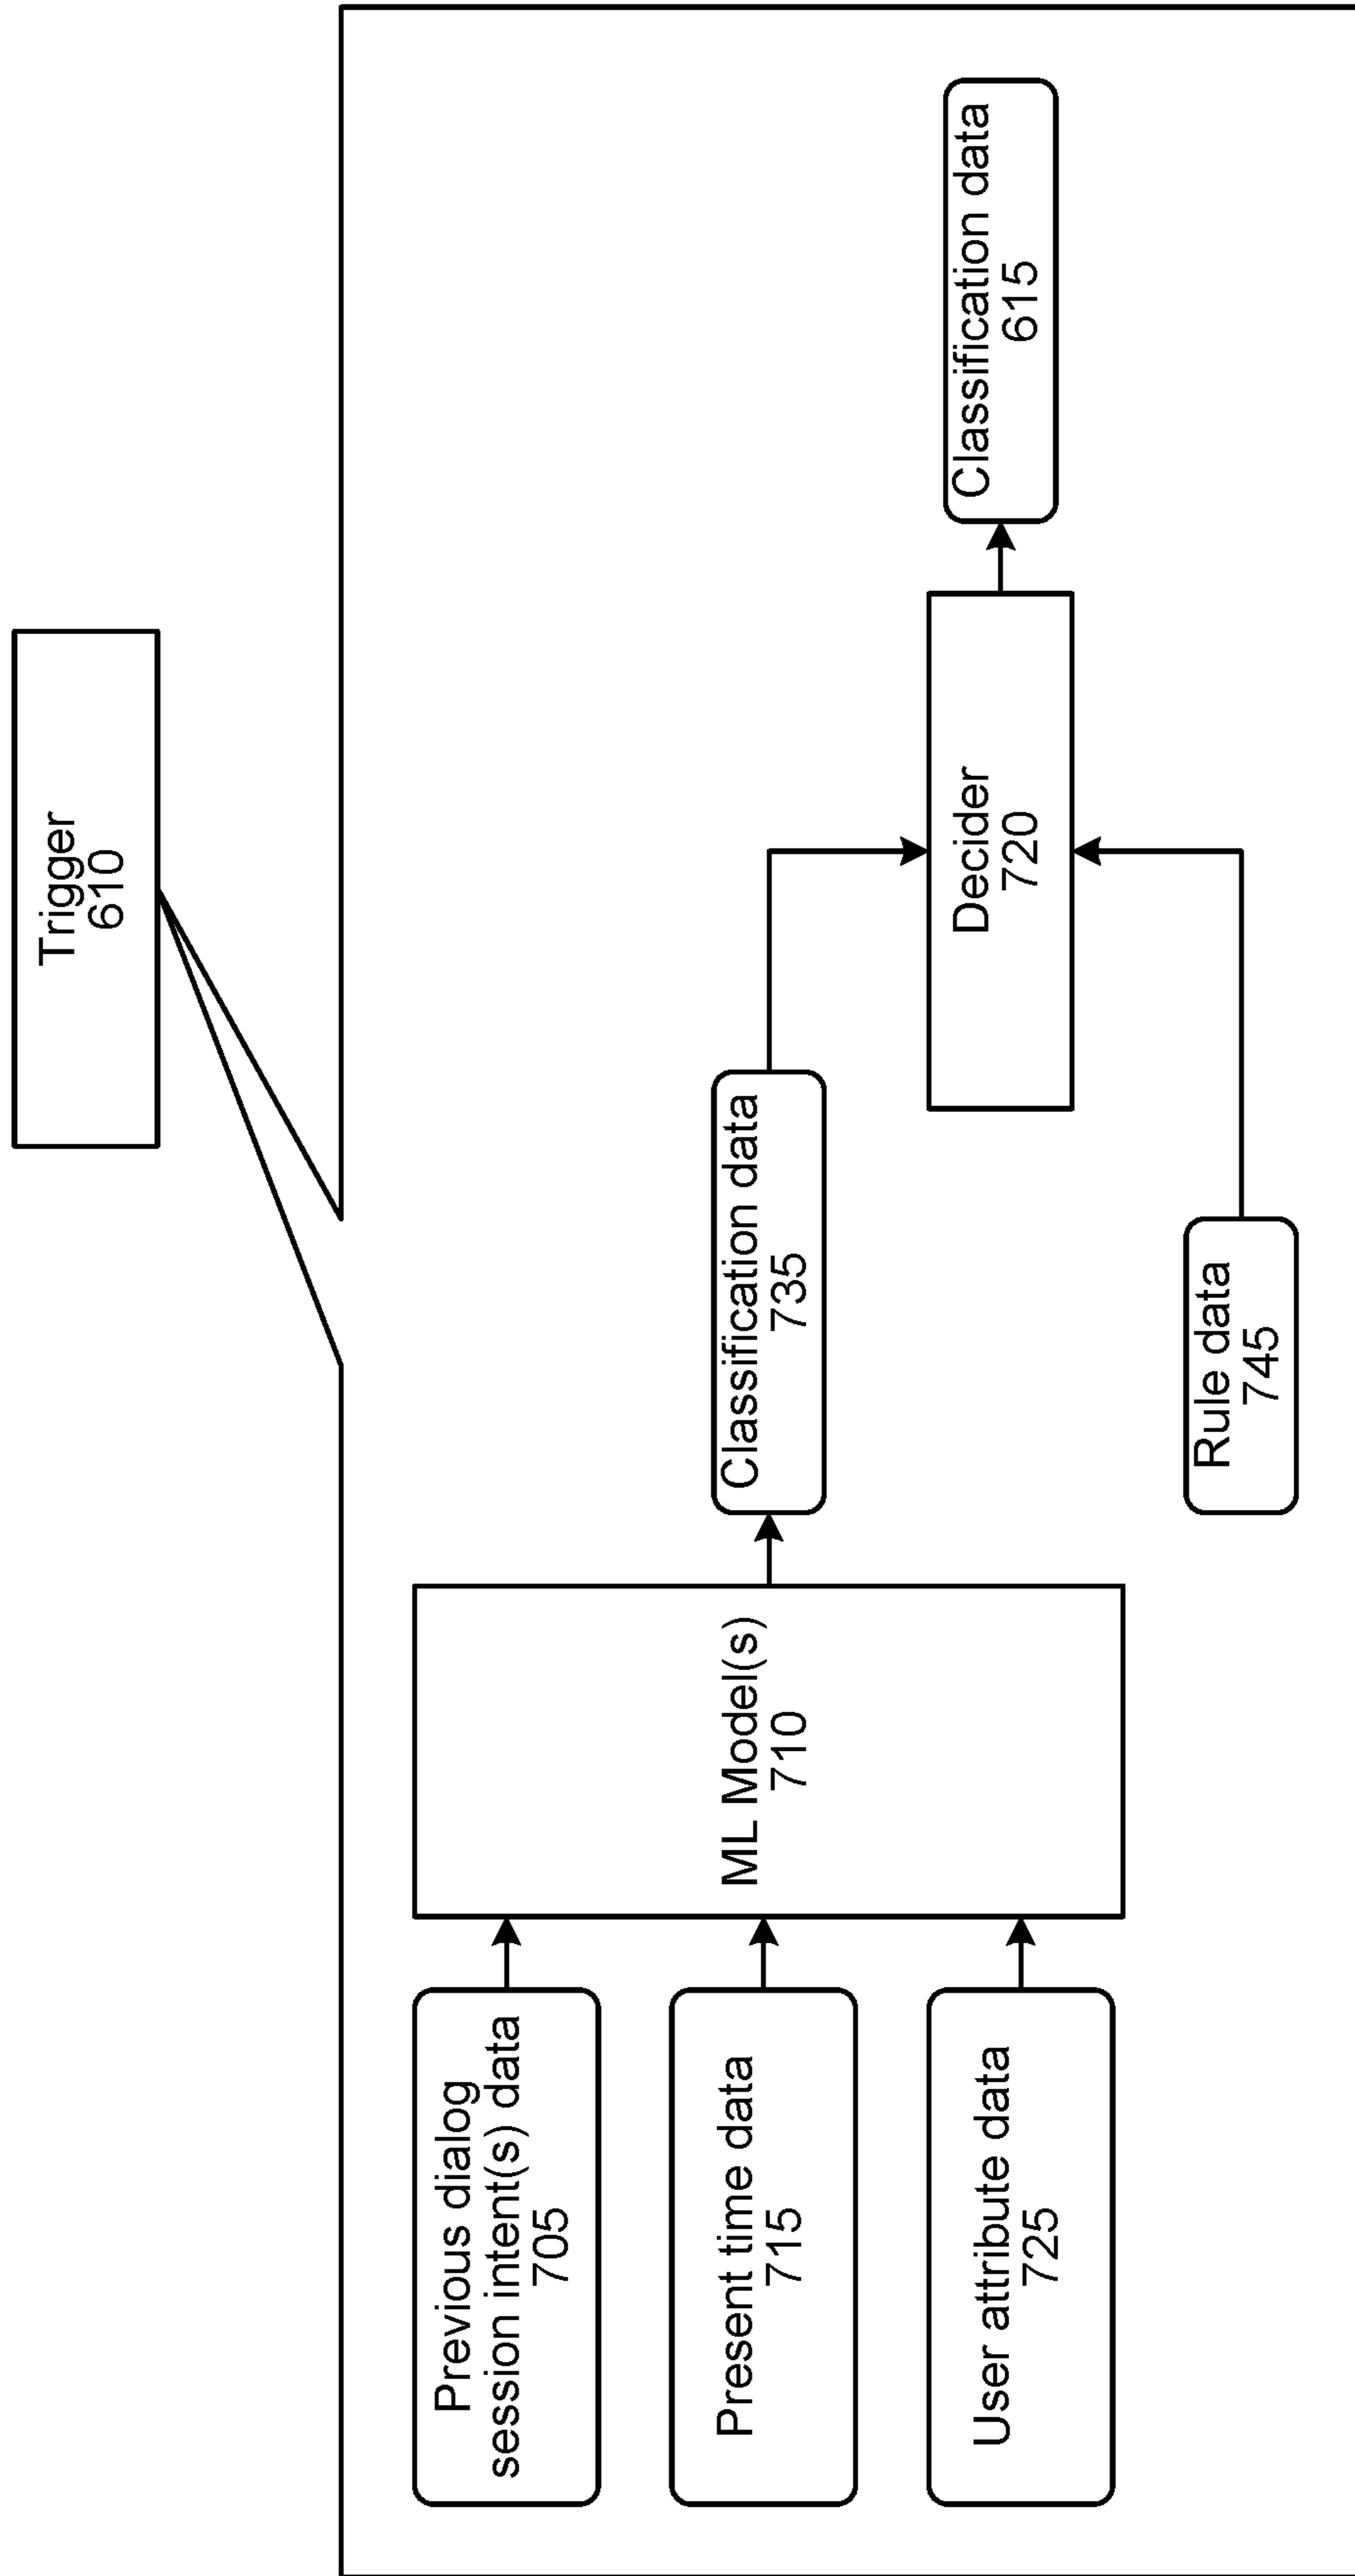 Trigger
610
Previous dialog
session intent(s) data
705
Present time data
715
User attribute data
725
ML Model(s)
710
Classification data
735
Rule data
745
Decider
720
Classification data
615